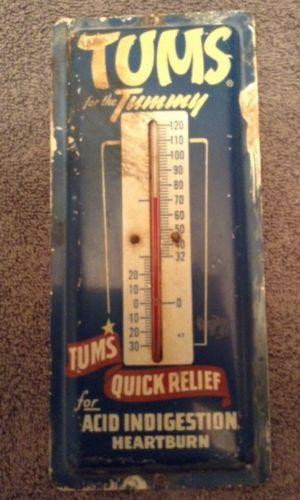 TUMS®
for the Tummy
120
110
100
90
80
70
60
50
40
32
20
10
0
0
10
20
30
TUMS
QUICK RELIEF
for
ACID INDIGESTION
HEARTBURN